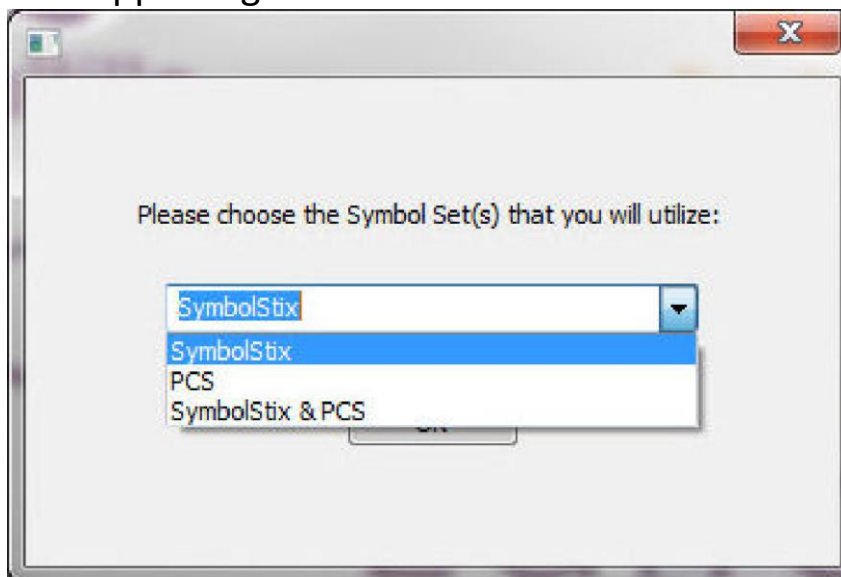 Please choose the Symbol Set(s) that you will utilize:
SymbolStix
SymbolStix
PCS
SymbolStix & PCS